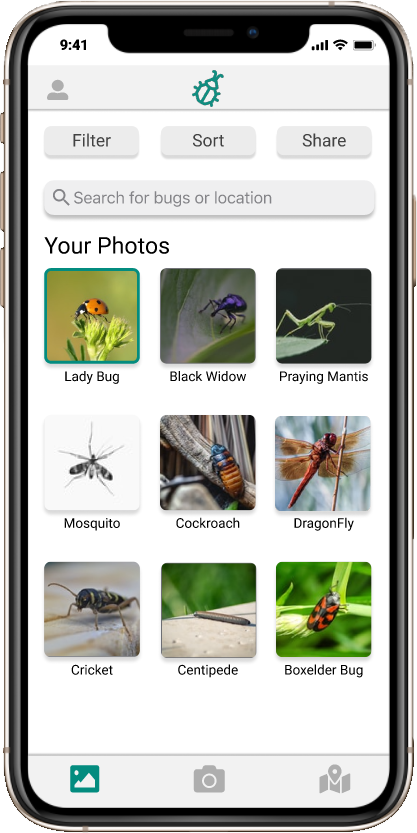 9:41
Filter Sort Share
Search for bugs or location
Your Photos
Lady Bug Black Widow Praying Mantis
Mosquito Cockroach DragonFly
Cricket Centipede Boxelder Bug